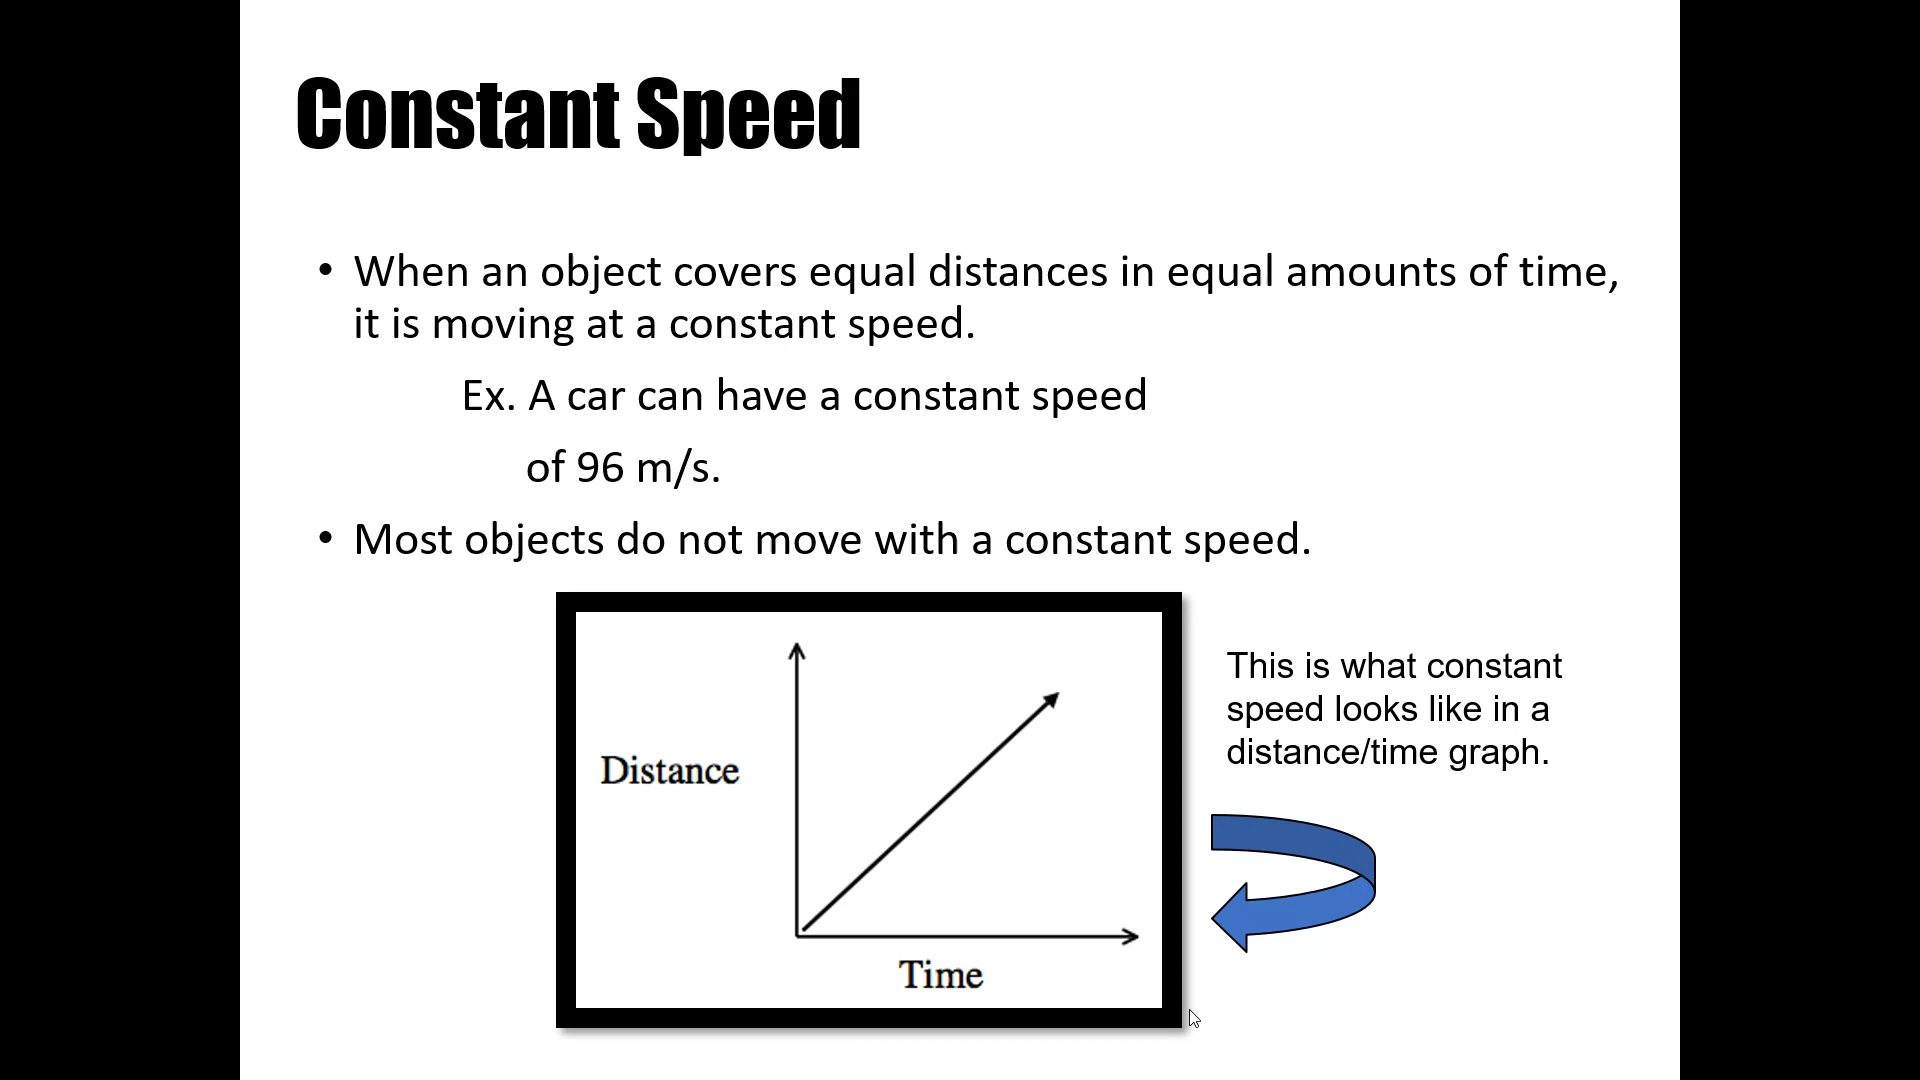 Constant Speed
• When an object covers equal distances in equal amounts of time,
it is moving at a constant speed.
Ex. A car can have a constant speed
of 96 m/s.
• Most objects do not move with a constant speed.
Distance
Time
This is what constant
speed looks like in a
distance/time graph.